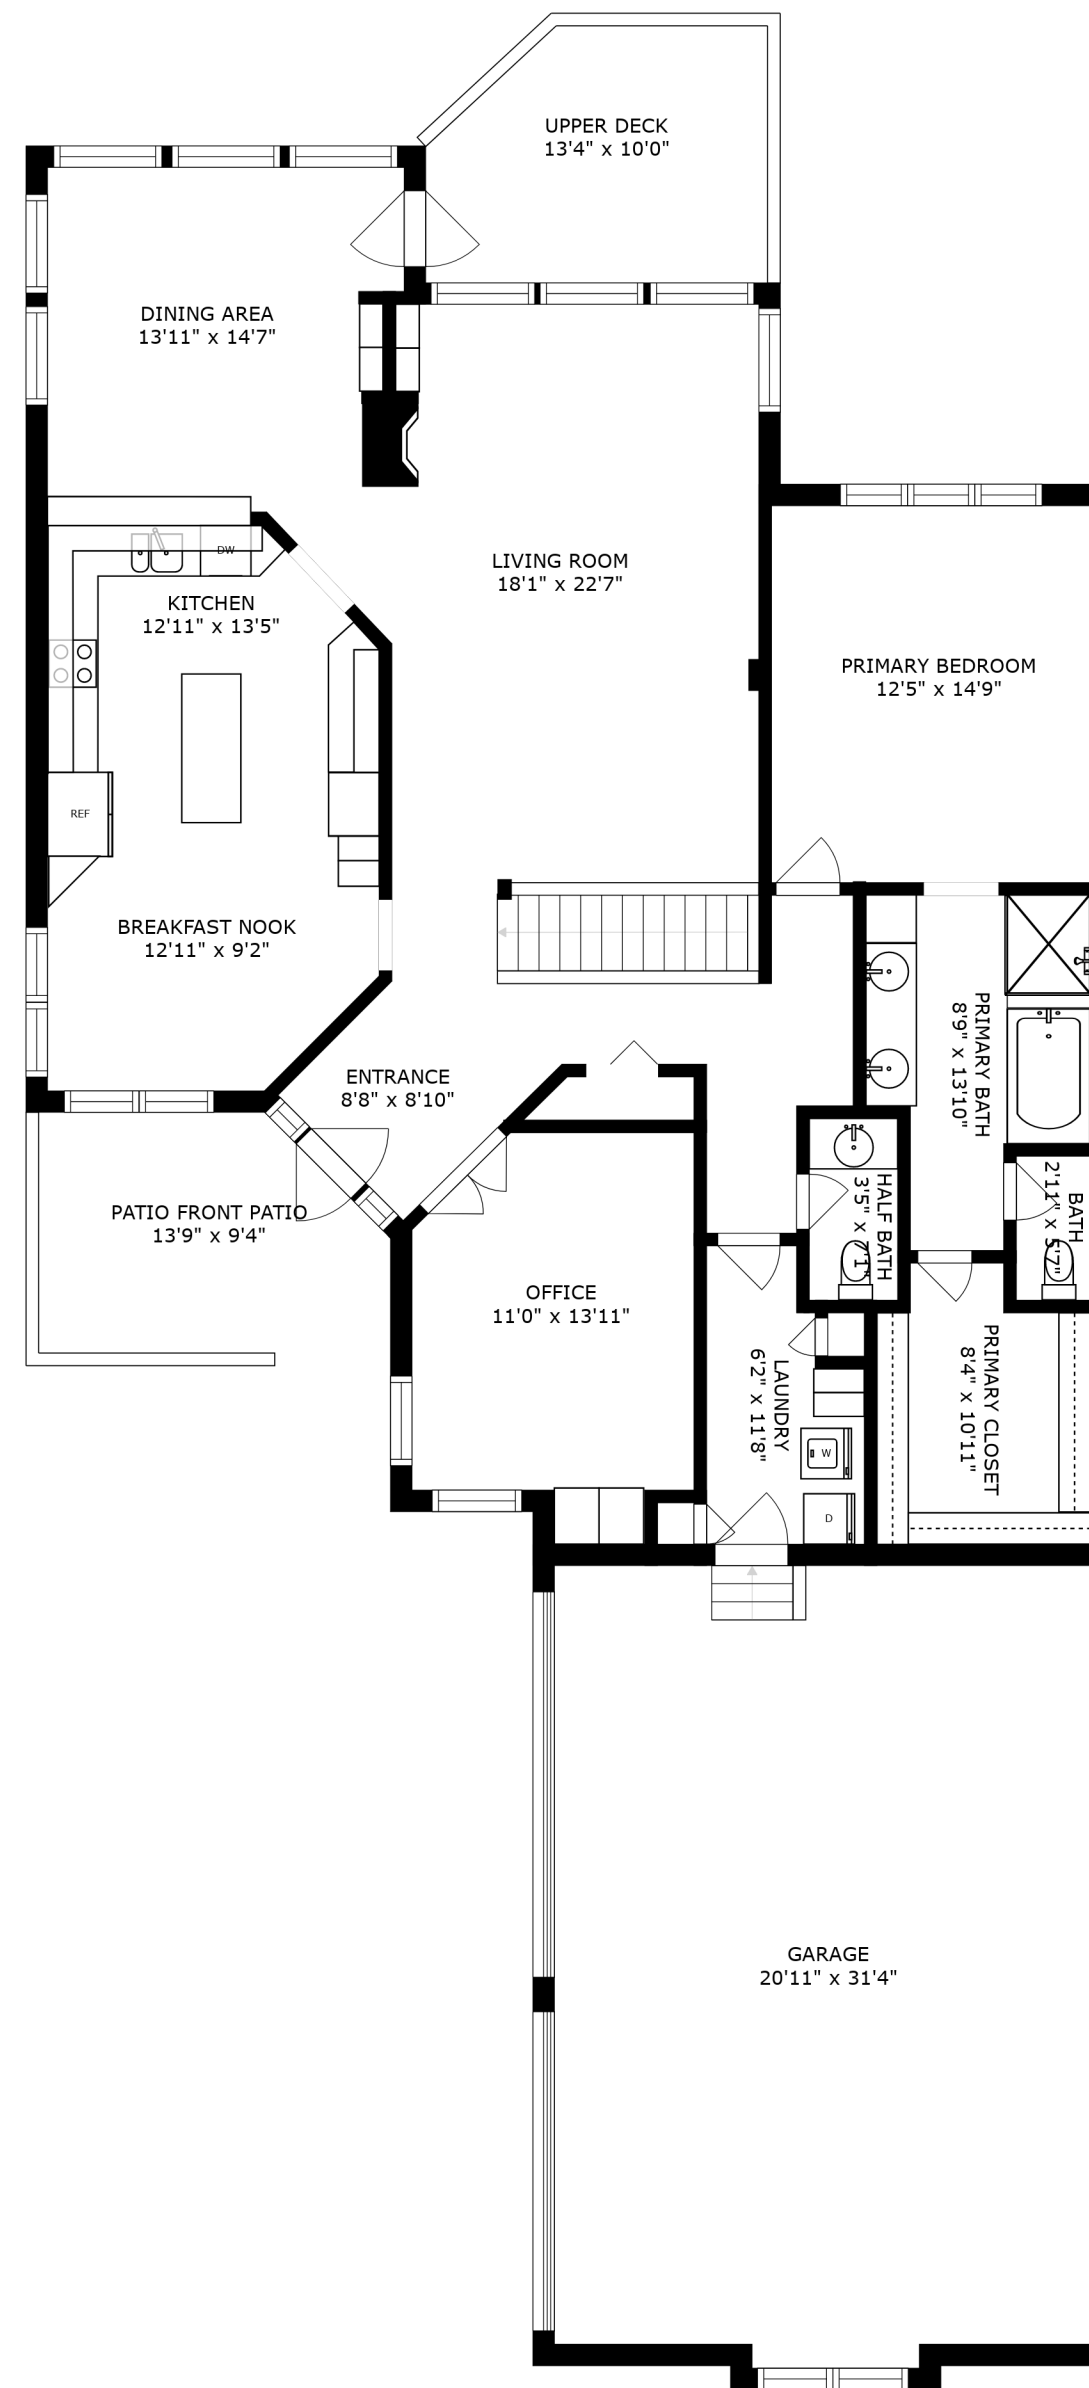 UPPER DECK
13'4" x 10'0"
DINING AREA
13'11" x 14'7"
LIVING ROOM
18'1" x 22'7"
DW
KITCHEN
12'11" x 13'5"
PRIMARY BEDROOM
12'5" x 14'9"
REF
BREAKFAST NOOK
12'11" x 9'2"
PRIMARY BATH
8'9" x 13'10"
ENTRANCE
8'8" x 8'10"
BATH
2'11" x 5'7"
HALF BATH
3'5" x 7'1"
PATIO FRONT PATIO
13'9" x 9'4"
OFFICE
11'0" x 13'11"
LAUNDRY
6'2" x 11'8"
PRIMARY CLOSET
8'4" x 10'11"
W
D
GARAGE
20'11" x 31'4"